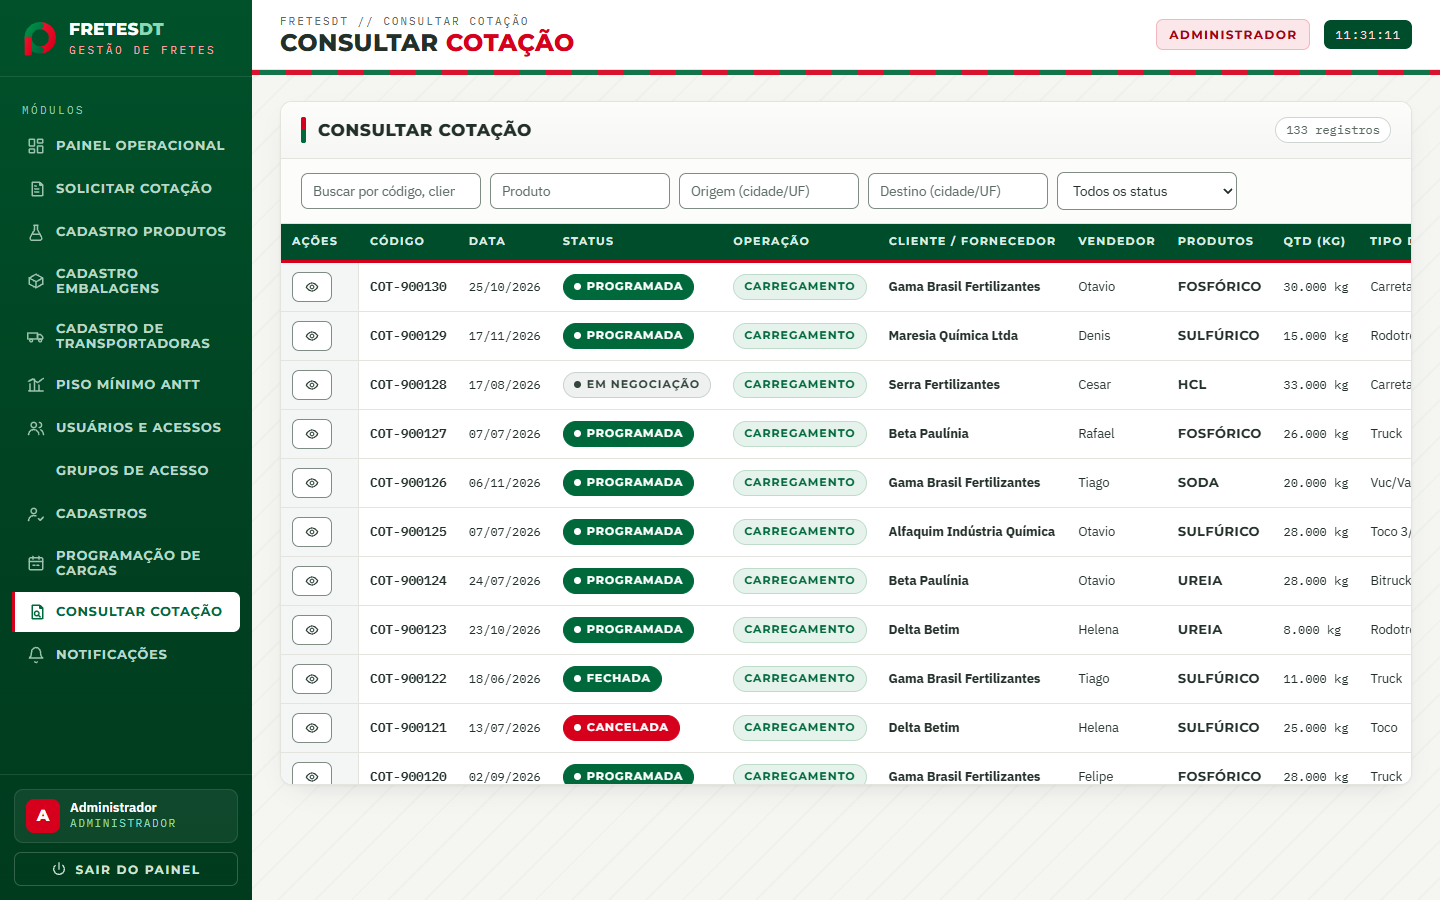 FRETESDT
GESTÃO DE FRETES
MÓDULOS
PAINEL OPERACIONAL
SOLICITAR COTAÇÃO
CADASTRO PRODUTOS
CADASTRO
EMBALAGENS
CADASTRO DE
TRANSPORTADORAS
PISO MÍNIMO ANTT
USUÁRIOS E ACESSOS
GRUPOS DE ACESSO
CADASTROS
PROGRAMAÇÃO DE
CARGAS
CONSULTAR COTAÇÃO
NOTIFICAÇÕES
A
Administrador
ADMINISTRADOR
SAIR DO PAINEL
FRETESDT // CONSULTAR COTAÇÃO
CONSULTAR COTAÇÃO
ADMINISTRADOR
11:31:11
CONSULTAR COTAÇÃO
133 registros
Buscar por código, clier
Produto
Origem (cidade/UF)
Destino (cidade/UF)
Todos os status
AÇÕES CÓDIGO DATA STATUS OPERAÇÃO CLIENTE / FORNECEDOR VENDEDOR PRODUTOS QTD (KG) TIPO
COT-900130 25/10/2026 PROGRAMADA CARREGAMENTO Gama Brasil Fertilizantes Otavio FOSFÓRICO 30.000 kg Carreta
COT-900129 17/11/2026 PROGRAMADA CARREGAMENTO Maresia Química Ltda Denis SULFÚRICO 15.000 kg Rodotr
COT-900128 17/08/2026 EM NEGOCIAÇÃO CARREGAMENTO Serra Fertilizantes Cesar HCL 33.000 kg Carreta
COT-900127 07/07/2026 PROGRAMADA CARREGAMENTO Beta Paulínia Rafael FOSFÓRICO 26.000 kg Truck
COT-900126 06/11/2026 PROGRAMADA CARREGAMENTO Gama Brasil Fertilizantes Tiago SODA 20.000 kg Vuc/Va
COT-900125 07/07/2026 PROGRAMADA CARREGAMENTO Alfaquim Indústria Química Otavio SULFÚRICO 28.000 kg Toco 3/
COT-900124 24/07/2026 PROGRAMADA CARREGAMENTO Beta Paulínia Otavio UREIA 28.000 kg Bitruck
COT-900123 23/10/2026 PROGRAMADA CARREGAMENTO Delta Betim Helena UREIA 8.000 kg Rodotr
COT-900122 18/06/2026 FECHADA CARREGAMENTO Gama Brasil Fertilizantes Tiago SULFÚRICO 11.000 kg Truck
COT-900121 13/07/2026 CANCELADA CARREGAMENTO Delta Betim Helena SULFÚRICO 25.000 kg Toco
COT-900120 02/09/2026 PROGRAMADA CARREGAMENTO Gama Brasil Fertilizantes Felipe FOSFÓRICO 28.000 kg Truck